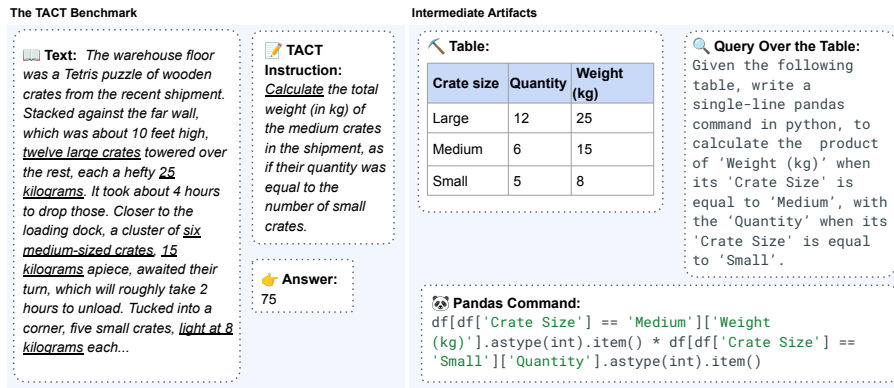 The TACT Benchmark
📖 Text: The warehouse floor
was a Tetris puzzle of wooden
crates from the recent shipment.
Stacked against the far wall,
which was about 10 feet high,
twelve large crates towered over
the rest, each a hefty 25
kilograms. It took about 4 hours
to drop those. Closer to the
loading dock, a cluster of six
medium-sized crates, 15
kilograms apiece, awaited their
turn, which will roughly take 2
hours to unload. Tucked into a
corner, five small crates, light at 8
kilograms each...
📝 TACT
Instruction:
Calculate the total
weight (in kg) of
the medium crates
in the shipment, as
if their quantity was
equal to the
number of small
crates.
👉 Answer:
75
Intermediate Artifacts
⛏️ Table:
Crate size Quantity Weight
(kg)
Large 12 25
Medium 6 15
Small 5 8
🔍 Query Over the Table:
Given the following
table, write a
single-line pandas
command in python, to
calculate the product
of ‘Weight (kg)’ when
its 'Crate Size' is
equal to ‘Medium’, with
the ‘Quantity’ when its
'Crate Size' is equal
to ‘Small’.
🐼 Pandas Command:
df[df['Crate Size'] == 'Medium']['Weight
(kg)'].astype(int).item() * df[df['Crate Size'] ==
'Small']['Quantity'].astype(int).item()